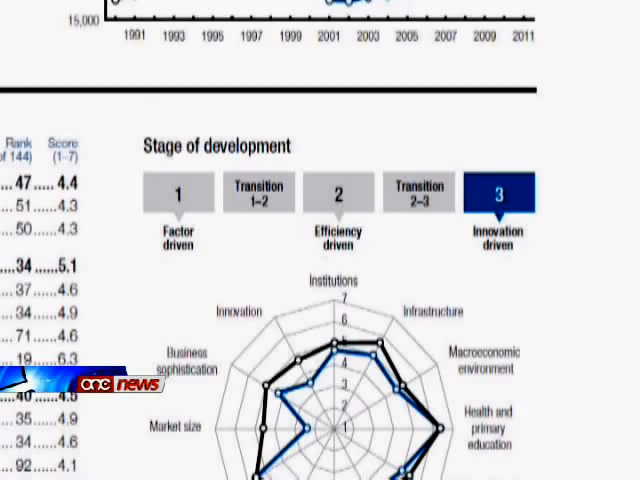 15,000
1991 1993 1995 1997 1999 2001 2003 2005 2007 2009 2011
Rank Score
of 144) (1–7)
... 47 ..... 4.4
... 51 ...... 4.3
... 50 ...... 4.3
....34 ......5.1
... 37 ...... 4.6
... 34 ...... 4.9
... 71 ...... 4.6
19 ...... 6.3
40 4.5
... 35 ...... 4.9
... 34 ...... 4.6
... 92 ...... 4.1
Stage of development
1
Transition
1–2
2
Transition
2–3
3
Factor
driven
Efficiency
driven
Innovation
driven
Institutions
Infrastructure
Macroeconomic
environment
Health and
primary
education
Market size
Business
sophistication
Innovation
7
6
5
4
3
2
1
one news